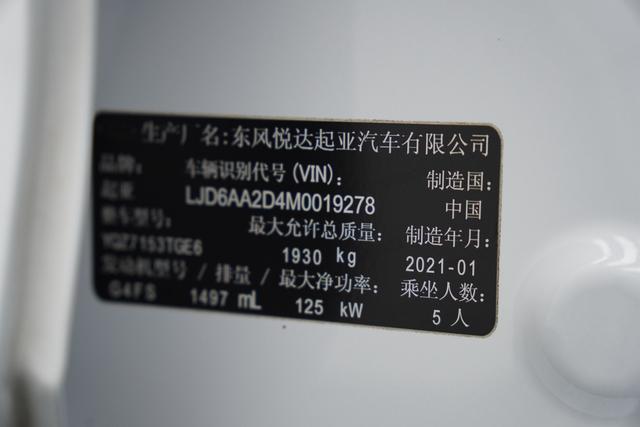 生产厂名:东风悦达起亚汽车有限公司
品牌: 车辆识别代号(VIN): 制造国:
起亚 LJD6AA2D4M0019278 中国
整车型号: 最大允许总质量: 制造年月:
YQZ7153TGE6 1930 kg 2021-01
发动机型号/排量/最大净功率: 乘坐人数:
G4FS 1497 mL 125 kW 5人